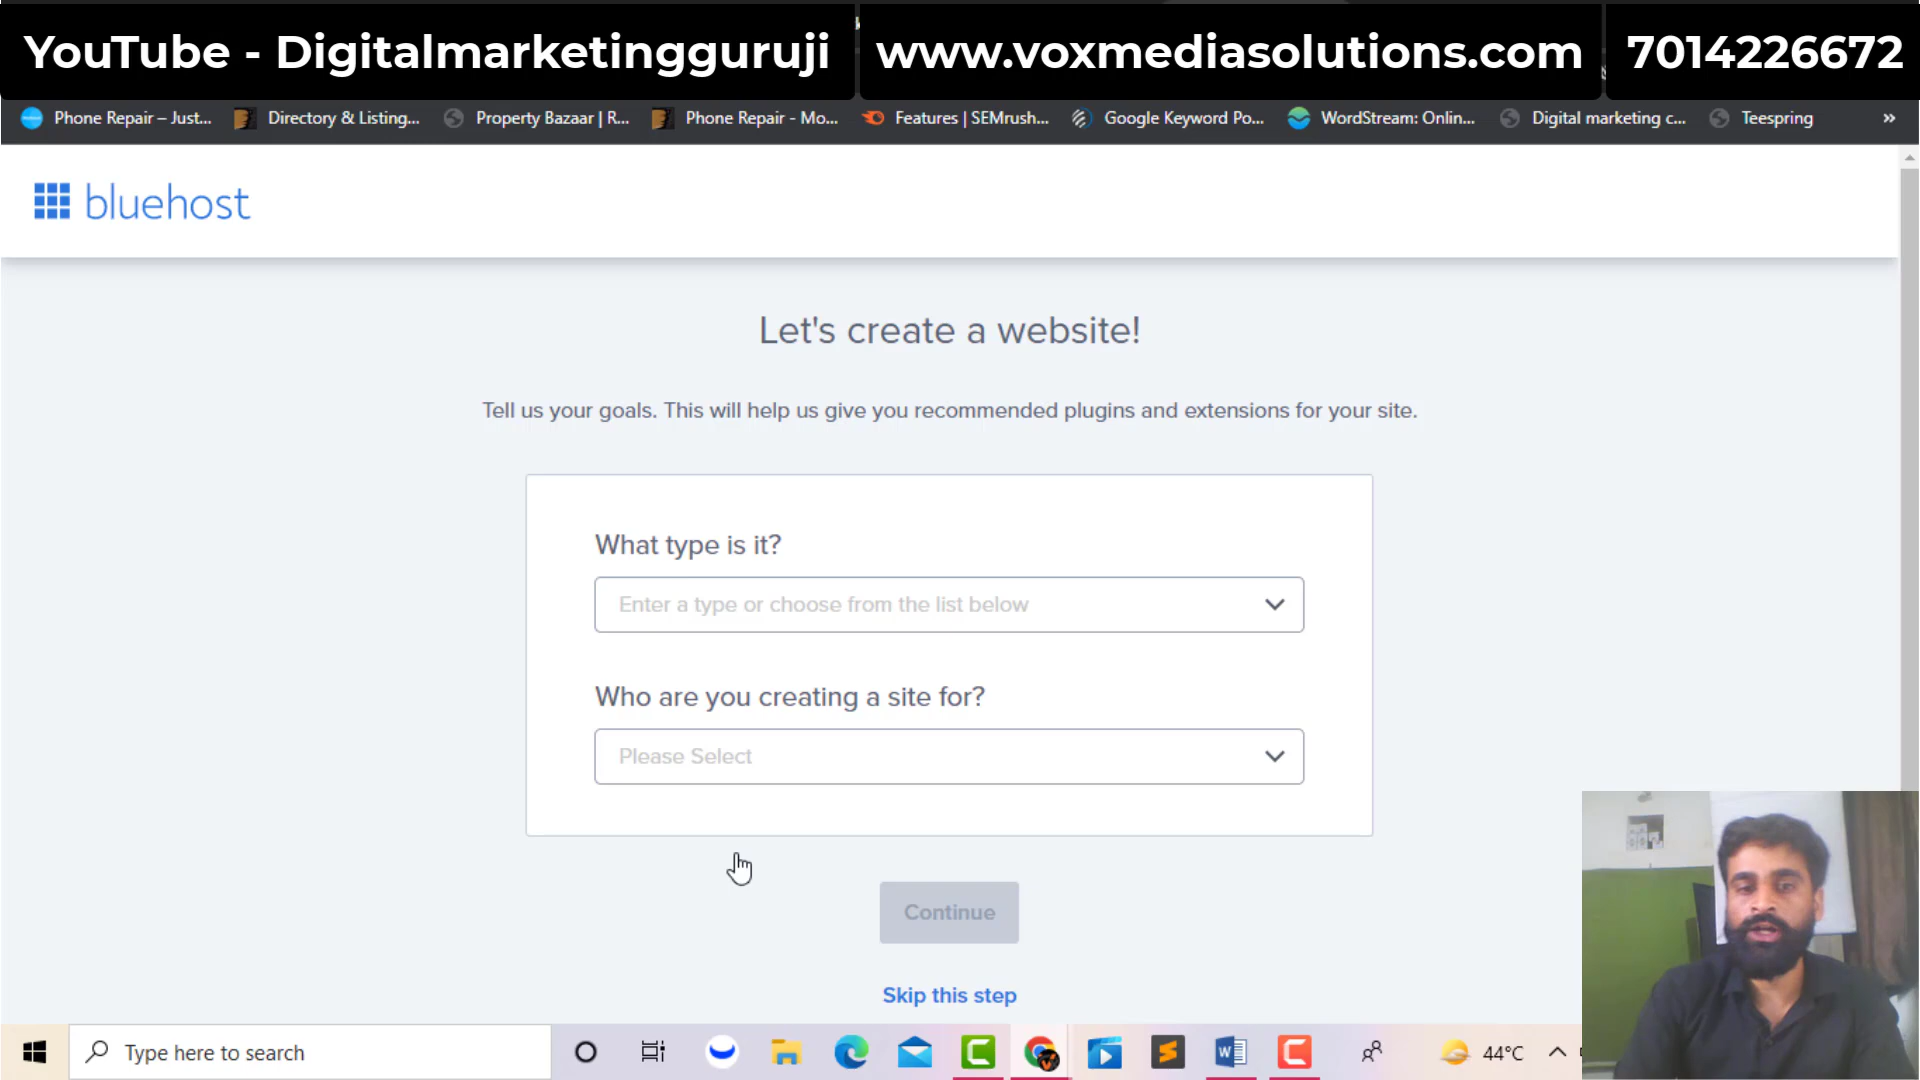 YouTube - Digitalmarketingguruji
www.voxmediasolutions.com
7014226672
Phone Repair – Just...
Directory & Listing...
Property Bazaar | R...
Phone Repair - Mo...
Features | SEMrush...
Google Keyword Po...
WordStream: Onlin...
Digital marketing c...
Teespring
»
bluehost
Let's create a website!
Tell us your goals. This will help us give you recommended plugins and extensions for your site.
What type is it?
Enter a type or choose from the list below
Who are you creating a site for?
Please Select
Continue
Skip this step
Type here to search
44°C